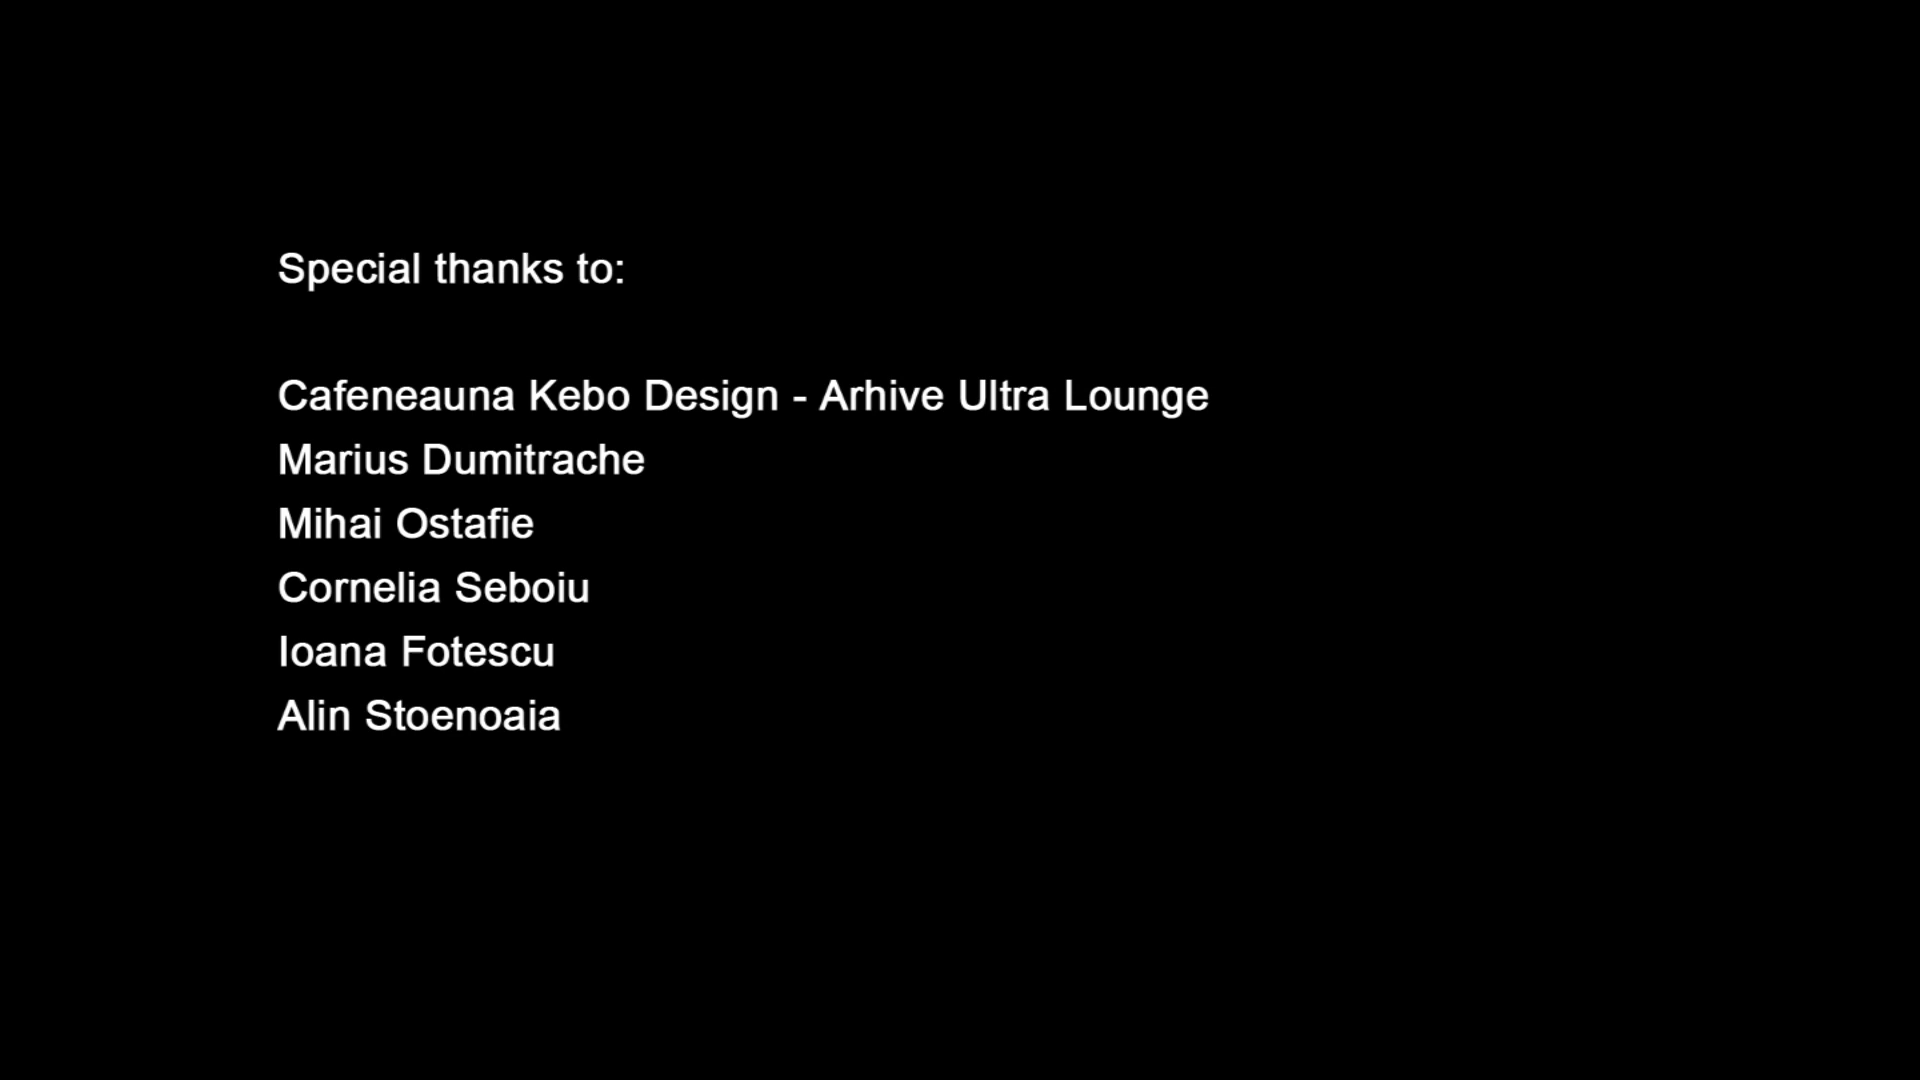 Special thanks to:
Cafeneauna Kebo Design - Arhive Ultra Lounge
Marius Dumitrache
Mihai Ostafie
Cornelia Seboiu
Ioana Fotescu
Alin Stoenoaia